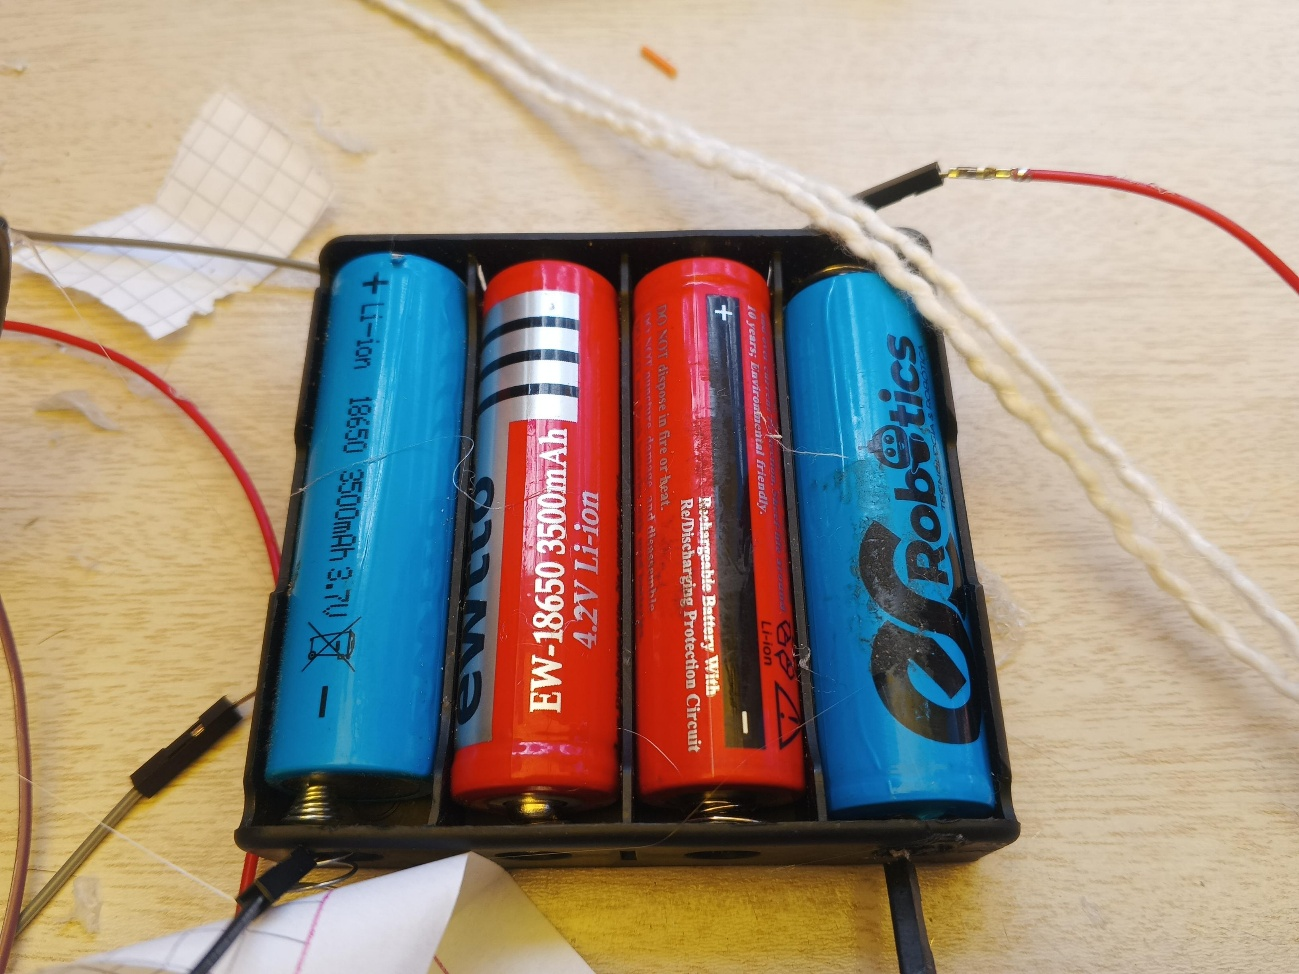 + Li-ion 18650 3500mAh 3.7V
−
ewtto
EW-18650 3500mAh
4.2V Li-ion
DO NOT dispose in fire or heat.
+
−
10 years; Environmental friendly.
Rechargeable Battery With
Re/Discharging Protection Circuit
Li-ion
Robotics